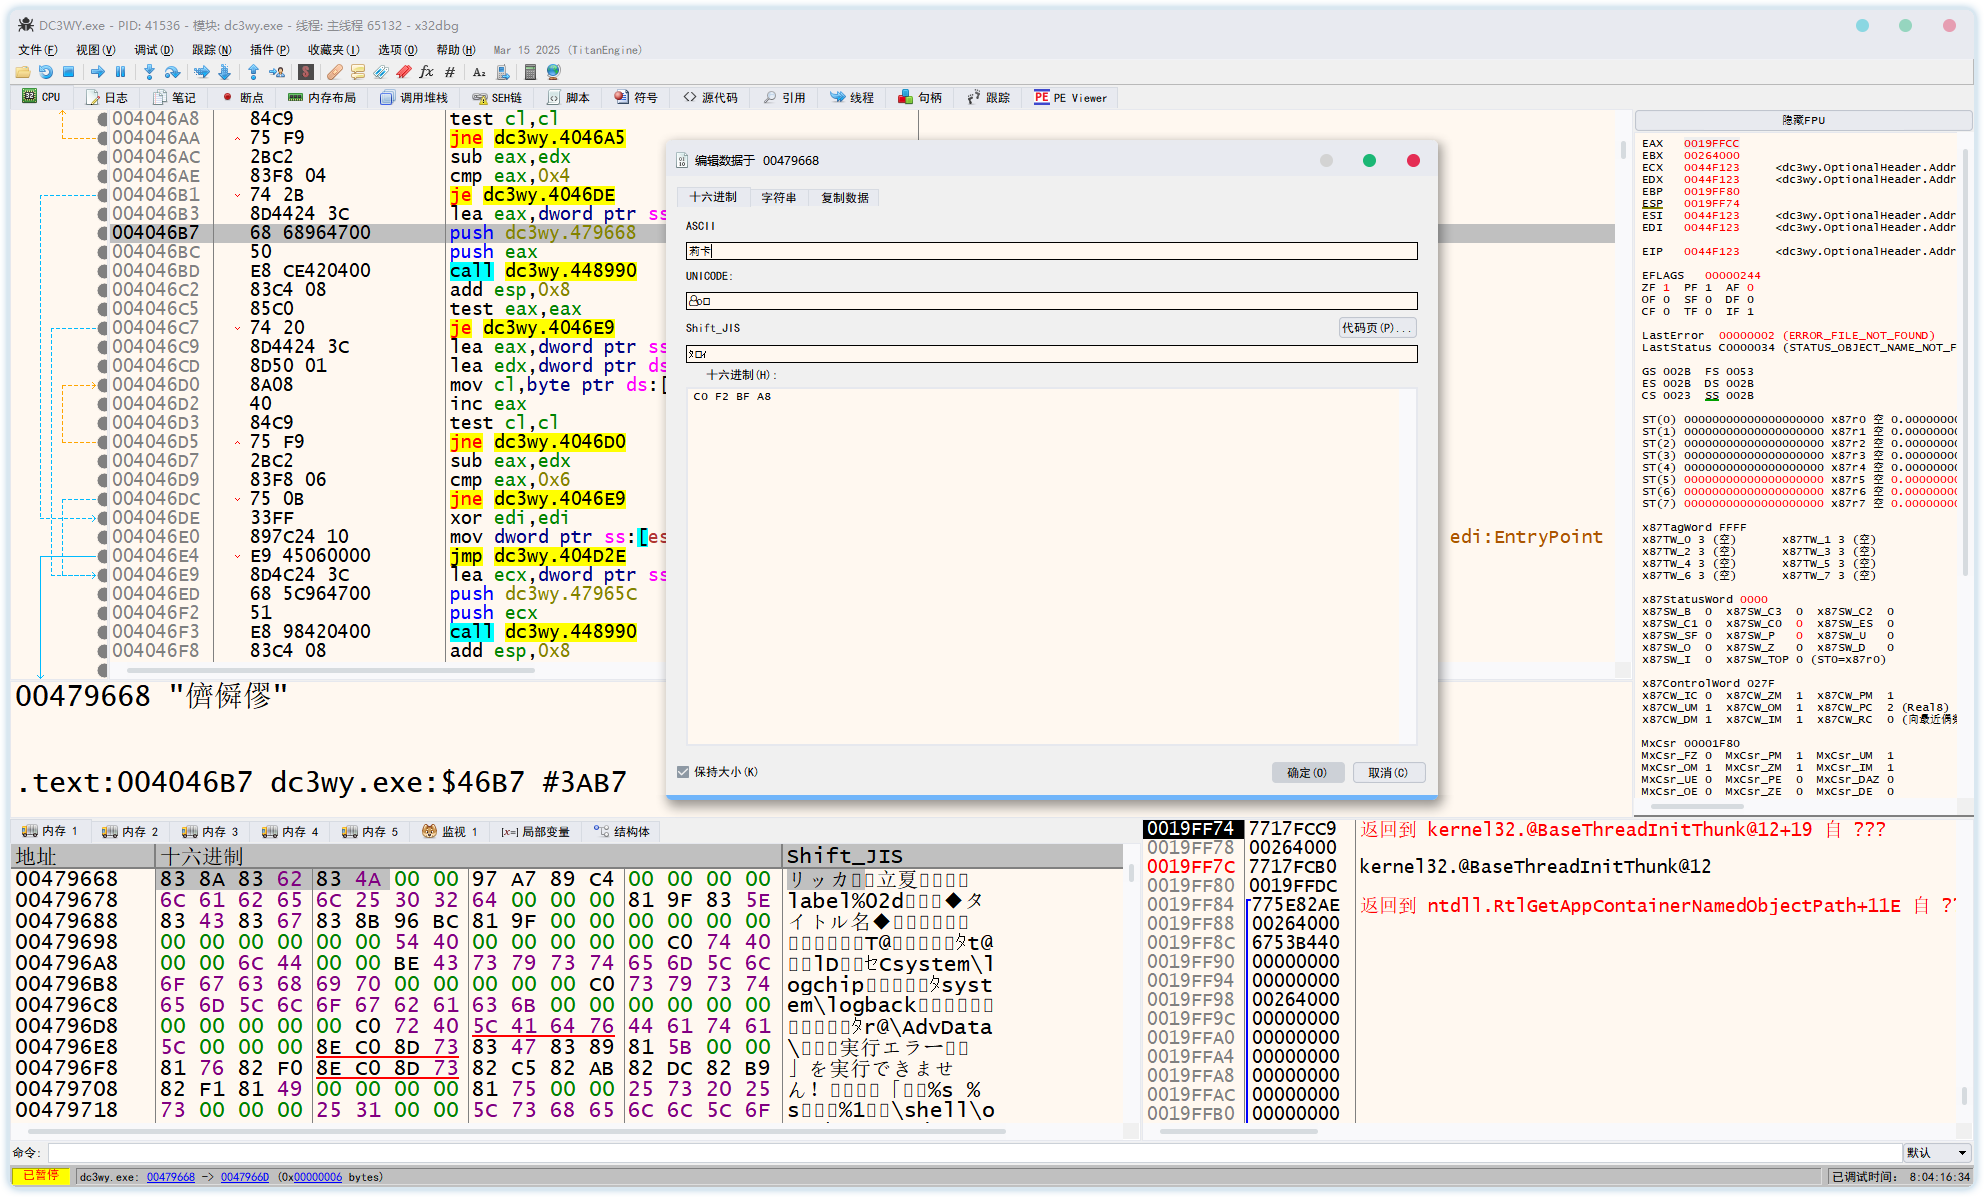 DC3WY.exe - PID: 41536 - 模块: dc3wy.exe - 线程: 主线程 65132 - x32dbg
文件(F) 视图(V) 调试(D) 跟踪(N) 插件(P) 收藏夹(I) 选项(O) 帮助(H) Mar 15 2025 (TitanEngine)
CPU 日志 笔记 断点 内存布局 调用堆栈 SEH链 脚本 符号 源代码 引用 线程 句柄 跟踪 PE Viewer
004046A8 84C9 test cl,cl
004046AA 75 F9 jne dc3wy.4046A5
004046AC 2BC2 sub eax,edx
004046AE 83F8 04 cmp eax,0x4
004046B1 74 2B je dc3wy.4046DE
004046B3 8D4424 3C lea eax,dword ptr ss
004046B7 68 68964700 push dc3wy.479668
004046BC 50 push eax
004046BD E8 CE420400 call dc3wy.448990
004046C2 83C4 08 add esp,0x8
004046C5 85C0 test eax,eax
004046C7 74 20 je dc3wy.4046E9
004046C9 8D4424 3C lea eax,dword ptr ss
004046CD 8D50 01 lea edx,dword ptr ds
004046D0 8A08 mov cl,byte ptr ds:[
004046D2 40 inc eax
004046D3 84C9 test cl,cl
004046D5 75 F9 jne dc3wy.4046D0
004046D7 2BC2 sub eax,edx
004046D9 83F8 06 cmp eax,0x6
004046DC 75 0B jne dc3wy.4046E9
004046DE 33FF xor edi,edi
004046E0 897C24 10 mov dword ptr ss:[es edi:EntryPoint
004046E4 E9 45060000 jmp dc3wy.404D2E
004046E9 8D4C24 3C lea ecx,dword ptr ss
004046ED 68 5C964700 push dc3wy.47965C
004046F2 51 push ecx
004046F3 E8 98420400 call dc3wy.448990
004046F8 83C4 08 add esp,0x8
00479668
.text:004046B7 dc3wy.exe:$46B7 #3AB7
编辑数据于 00479668
十六进制 字符串 复制数据
ASCII
莉卡
UNICODE:
Shift_JIS
代码页(P)...
十六进制(H):
C0 F2 BF A8
保持大小(K)
确定(O) 取消(C)
隐藏FPU
EAX 0019FFCC
EBX 00264000
ECX 0044F123 <dc3wy.OptionalHeader.Addr
EDX 0044F123 <dc3wy.OptionalHeader.Addr
EBP 0019FF80
ESP 0019FF74
ESI 0044F123 <dc3wy.OptionalHeader.Addr
EDI 0044F123 <dc3wy.OptionalHeader.Addr
EIP 0044F123 <dc3wy.OptionalHeader.Addr
EFLAGS 00000244
ZF 1 PF 1 AF 0
OF 0 SF 0 DF 0
CF 0 TF 0 IF 1
LastError 00000002 (ERROR_FILE_NOT_FOUND)
LastStatus C0000034 (STATUS_OBJECT_NAME_NOT_F
GS 002B FS 0053
ES 002B DS 002B
CS 0023 SS 002B
ST(0) 00000000000000000000 x87r0 空 0.00000000
ST(1) 00000000000000000000 x87r1 空 0.00000000
ST(2) 00000000000000000000 x87r2 空 0.00000000
ST(3) 00000000000000000000 x87r3 空 0.00000000
ST(4) 00000000000000000000 x87r4 空 0.00000000
ST(5) 00000000000000000000 x87r5 空 0.00000000
ST(6) 00000000000000000000 x87r6 空 0.00000000
ST(7) 00000000000000000000 x87r7 空 0.00000000
x87TagWord FFFF
x87TW_0 3 (空) x87TW_1 3 (空)
x87TW_2 3 (空) x87TW_3 3 (空)
x87TW_4 3 (空) x87TW_5 3 (空)
x87TW_6 3 (空) x87TW_7 3 (空)
x87StatusWord 0000
x87SW_B 0 x87SW_C3 0 x87SW_C2 0
x87SW_C1 0 x87SW_C0 0 x87SW_ES 0
x87SW_SF 0 x87SW_P 0 x87SW_U 0
x87SW_O 0 x87SW_Z 0 x87SW_D 0
x87SW_I 0 x87SW_TOP 0 (ST0=x87r0)
x87ControlWord 027F
x87CW_IC 0 x87CW_ZM 1 x87CW_PM 1
x87CW_UM 1 x87CW_OM 1 x87CW_PC 2 (Real8)
x87CW_DM 1 x87CW_IM 1 x87CW_RC 0 (向最近偶
MxCsr 00001F80
MxCsr_FZ 0 MxCsr_PM 1 MxCsr_UM 1
MxCsr_OM 1 MxCsr_ZM 1 MxCsr_IM 1
MxCsr_UE 0 MxCsr_PE 0 MxCsr_DAZ 0
MxCsr_OE 0 MxCsr_ZE 0 MxCsr_DE 0
内存 1 内存 2 内存 3 内存 4 内存 5 监视 1 局部变量 结构体
地址 十六进制 Shift_JIS
00479668 83 8A 83 62 83 4A 00 00 97 A7 89 C4 00 00 00 00 リッカ立夏
00479678 6C 61 62 65 6C 25 30 32 64 00 00 00 81 9F 83 5E label%02d◆タ
00479688 83 43 83 67 83 8B 96 BC 81 9F 00 00 00 00 00 00 イトル名◆
00479698 00 00 00 00 00 00 54 40 00 00 00 00 00 C0 74 40 T@ﾀt@
004796A8 00 00 6C 44 00 00 BE 43 73 79 73 74 65 6D 5C 6C lDｾCsystem\l
004796B8 6F 67 63 68 69 70 00 00 00 00 00 C0 73 79 73 74 ogchipﾀsyst
004796C8 65 6D 5C 6C 6F 67 62 61 63 6B 00 00 00 00 00 00 em\logback
004796D8 00 00 00 00 00 C0 72 40 5C 41 64 76 44 61 74 61 ﾀr@\AdvData
004796E8 5C 00 00 00 8E C0 8D 73 83 47 83 89 81 5B 00 00 \実行エラー
004796F8 81 76 82 F0 8E C0 8D 73 82 C5 82 AB 82 DC 82 B9 」を実行できませ
00479708 82 F1 81 49 00 00 00 00 81 75 00 00 25 73 20 25 ん！「%s %
00479718 73 00 00 00 25 31 00 00 5C 73 68 65 6C 6C 5C 6F s%1\shell\o
0019FF74 7717FCC9 返回到 kernel32.@BaseThreadInitThunk@12+19 自 ???
0019FF78 00264000
0019FF7C 7717FCB0 kernel32.@BaseThreadInitThunk@12
0019FF80 0019FFDC
0019FF84 775E82AE 返回到 ntdll.RtlGetAppContainerNamedObjectPath+11E 自 ?
0019FF88 00264000
0019FF8C 6753B440
0019FF90 00000000
0019FF94 00000000
0019FF98 00264000
0019FF9C 00000000
0019FFA0 00000000
0019FFA4 00000000
0019FFA8 00000000
0019FFAC 00000000
0019FFB0 00000000
命令: 默认
已暂停 dc3wy.exe: 00479668 -> 0047966D (0x00000006 bytes) 已调试时间: 8:04:16:34